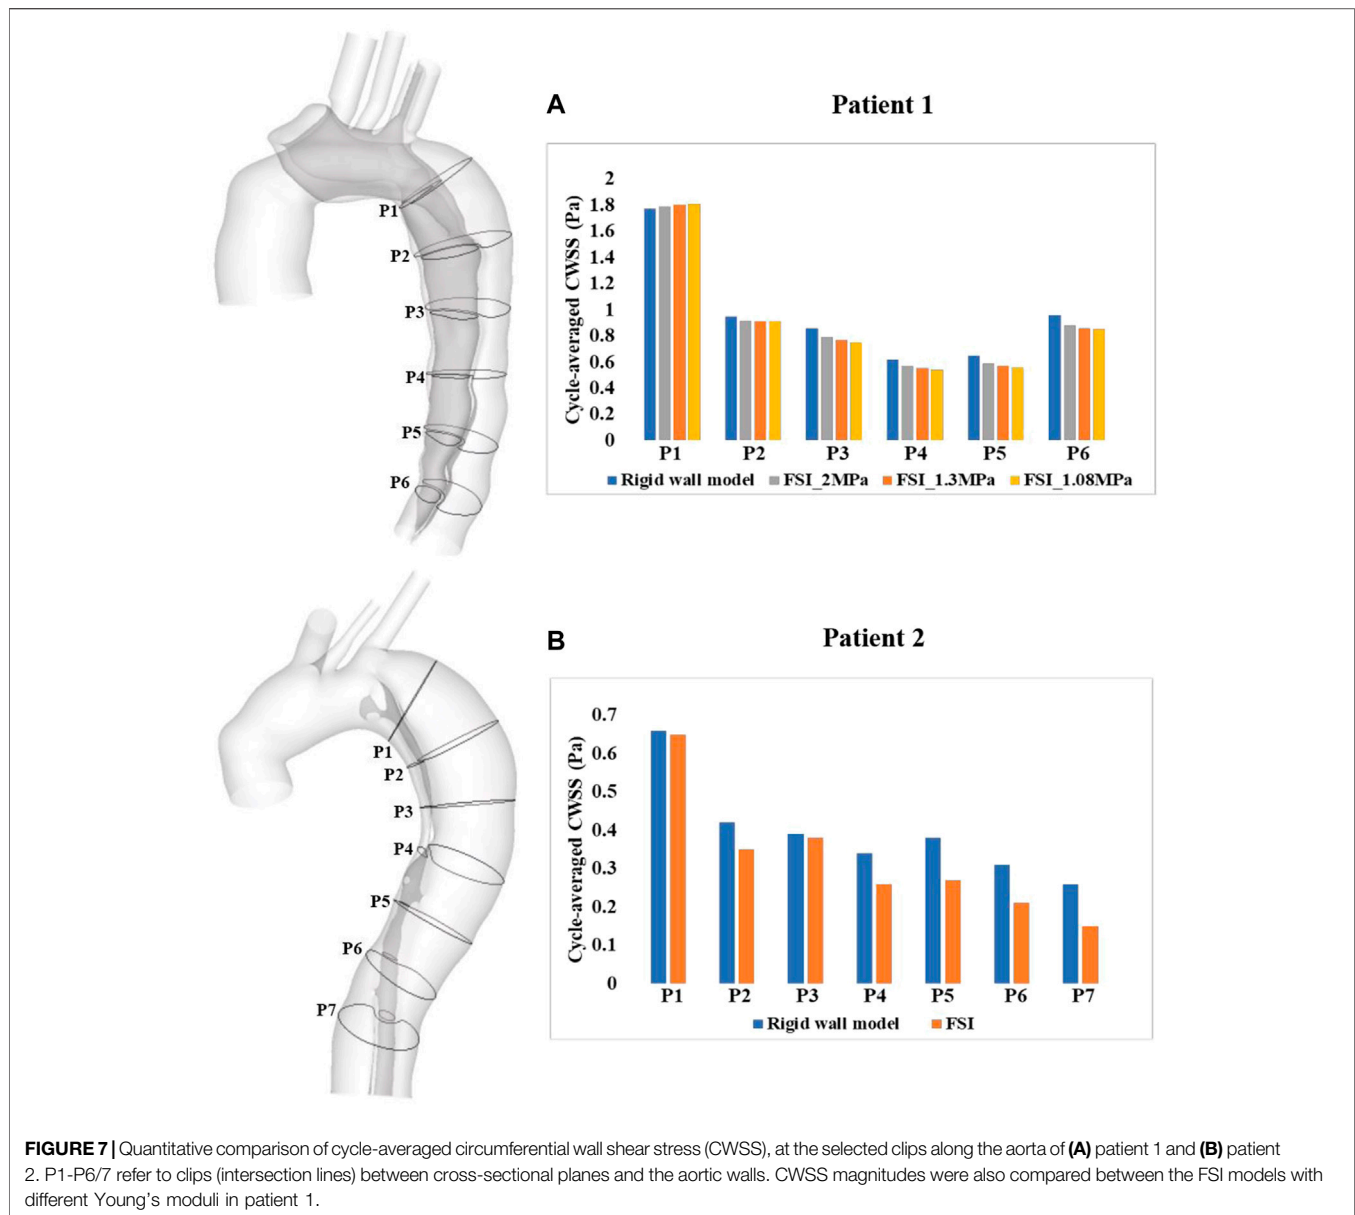 P1
P2
P3
P4
P5
P6
A
Patient 1
Cycle-averaged CWSS (Pa)
2
1.8
1.6
1.4
1.2
1
0.8
0.6
0.4
0.2
0
P1 P2 P3 P4 P5 P6
Rigid wall model FSI_2MPa FSI_1.3MPa FSI_1.08MPa
P1
P2
P3
P4
P5
P6
P7
B
Patient 2
Cycle-averaged CWSS (Pa)
0.7
0.6
0.5
0.4
0.3
0.2
0.1
0
P1 P2 P3 P4 P5 P6 P7
Rigid wall model FSI
FIGURE 7 | Quantitative comparison of cycle-averaged circumferential wall shear stress (CWSS), at the selected clips along the aorta of (A) patient 1 and (B) patient
2. P1-P6/7 refer to clips (intersection lines) between cross-sectional planes and the aortic walls. CWSS magnitudes were also compared between the FSI models with
different Young's moduli in patient 1.